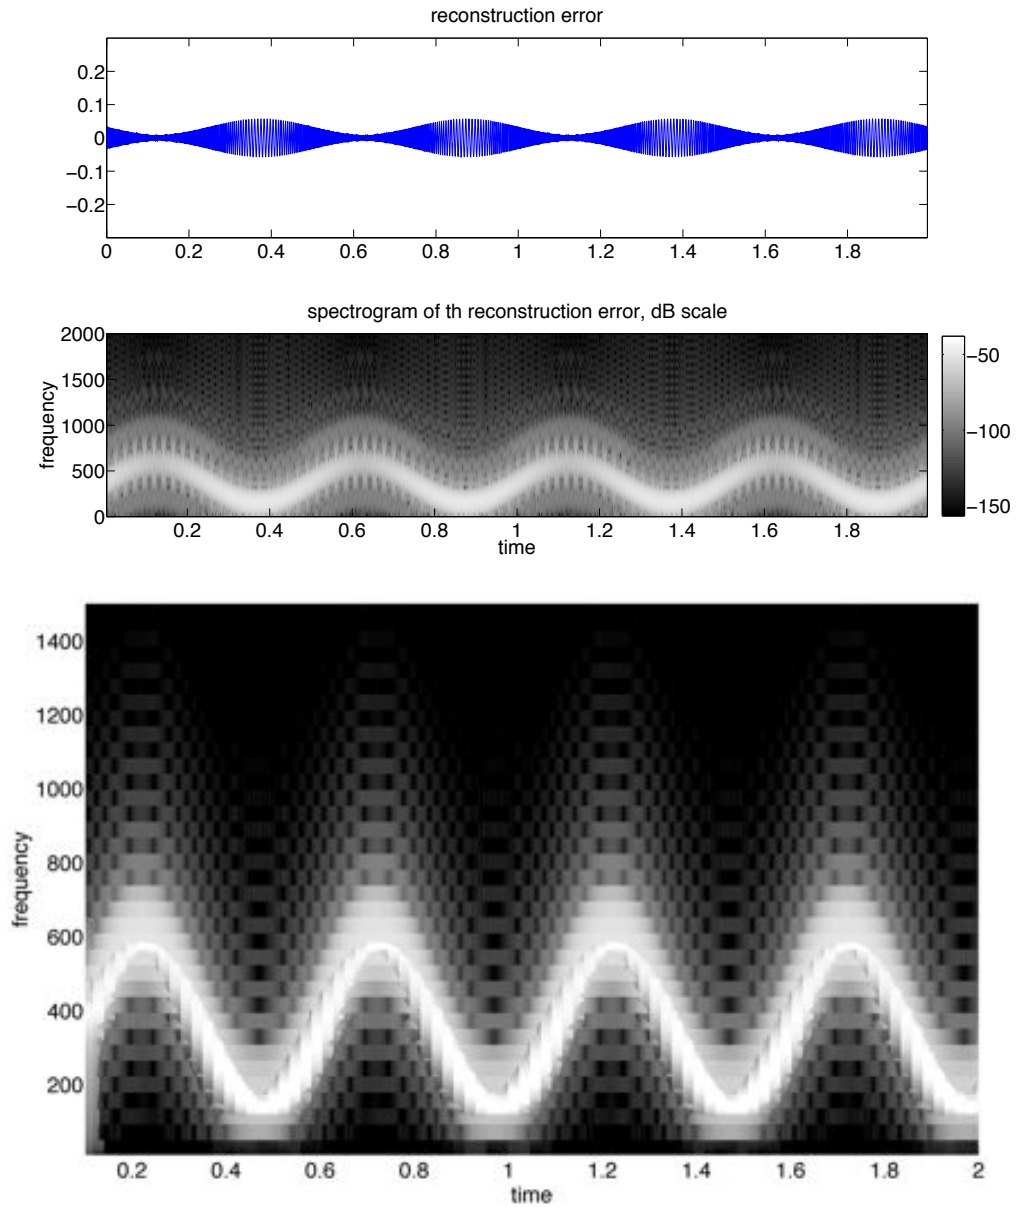 reconstruction error
0.2
0.1
0
−0.1
−0.2
0 0.2 0.4 0.6 0.8 1 1.2 1.4 1.6 1.8
spectrogram of th reconstruction error, dB scale
2000
1500
1000
500
0
frequency
0.2 0.4 0.6 0.8 1 1.2 1.4 1.6 1.8
time
−50
−100
−150
1400
1200
1000
800
600
400
200
frequency
0.2 0.4 0.6 0.8 1 1.2 1.4 1.6 1.8 2
time